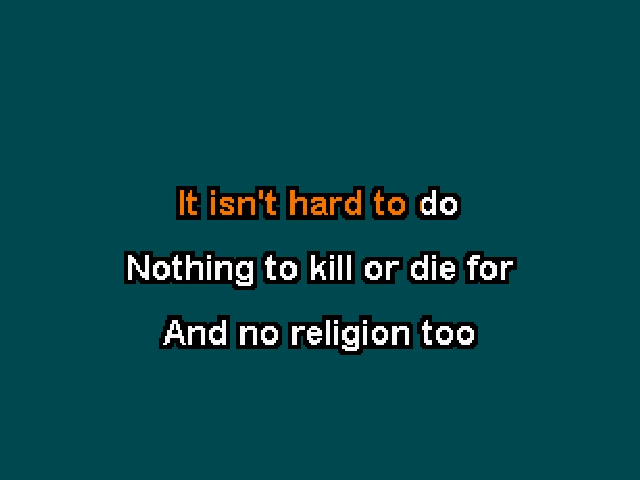 It isn't hard to do
Nothing to kill or die for
And no religion too